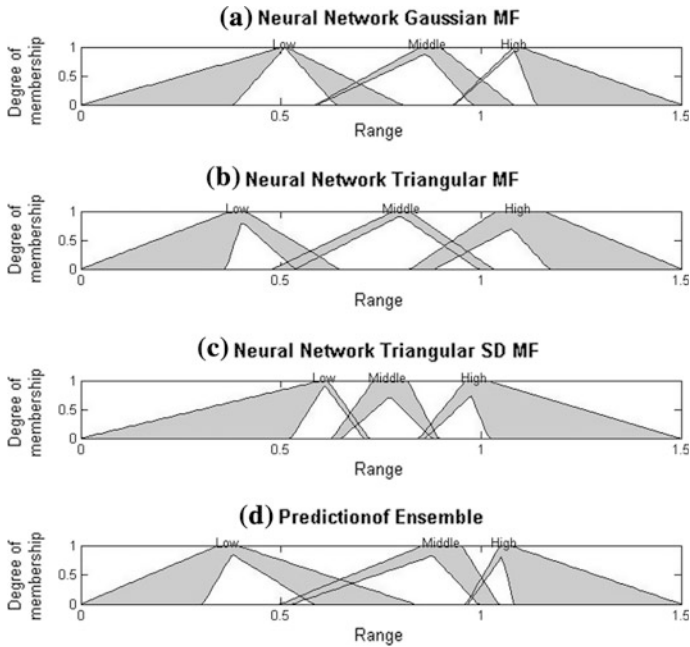 (a) Neural Network Gaussian MF
Low Middle High
1
0.5
0
Degree of
membership
0 0.5 1 1.5
Range
(b) Neural Network Triangular MF
Low Middle High
1
0.5
0
Degree of
membership
0 0.5 1 1.5
Range
(c) Neural Network Triangular SD MF
Low Middle High
1
0.5
0
Degree of
membership
0 0.5 1 1.5
Range
(d) Predictionof Ensemble
Low Middle High
1
0.5
0
Degree of
membership
0 0.5 1 1.5
Range